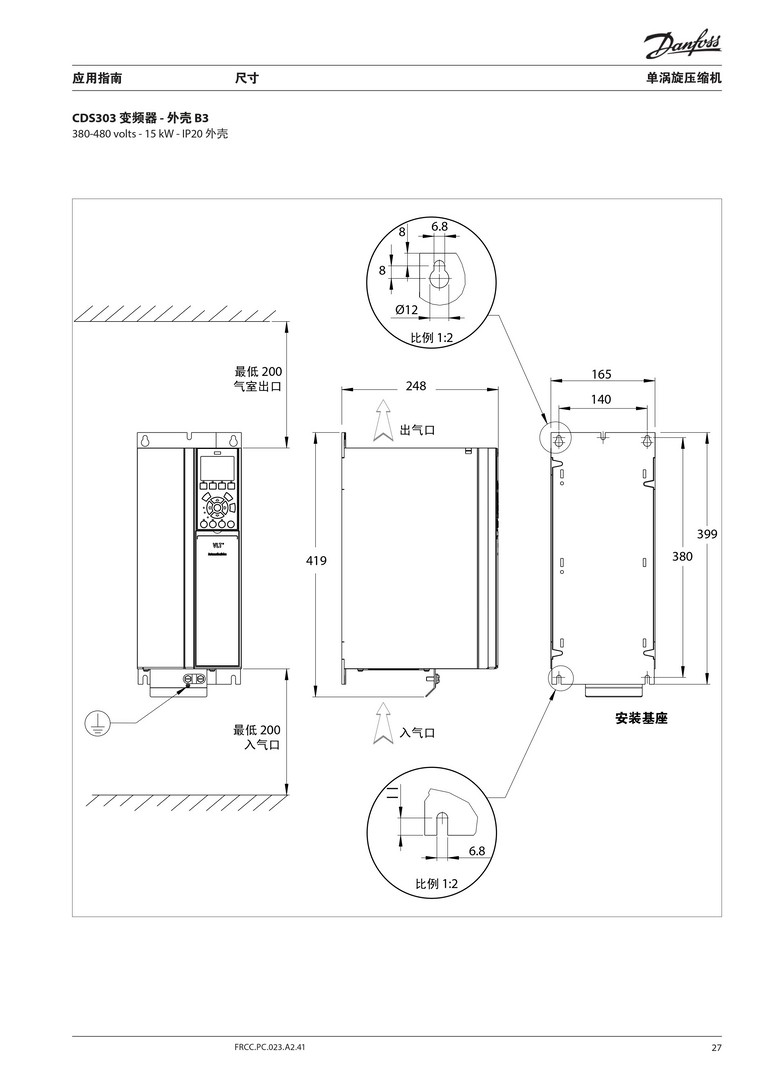 Danfoss
应用指南 尺寸 单涡旋压缩机
CDS303 变频器 - 外壳 B3
380-480 volts - 15 kW - IP20 外壳
8
6.8
8
Ø12
比例 1:2
最低 200
气室出口
248
出气口
165
140
419
VLT
399
380
最低 200
入气口
入气口
安装基座
11
6.8
比例 1:2
FRCC.PC.023.A2.41 27